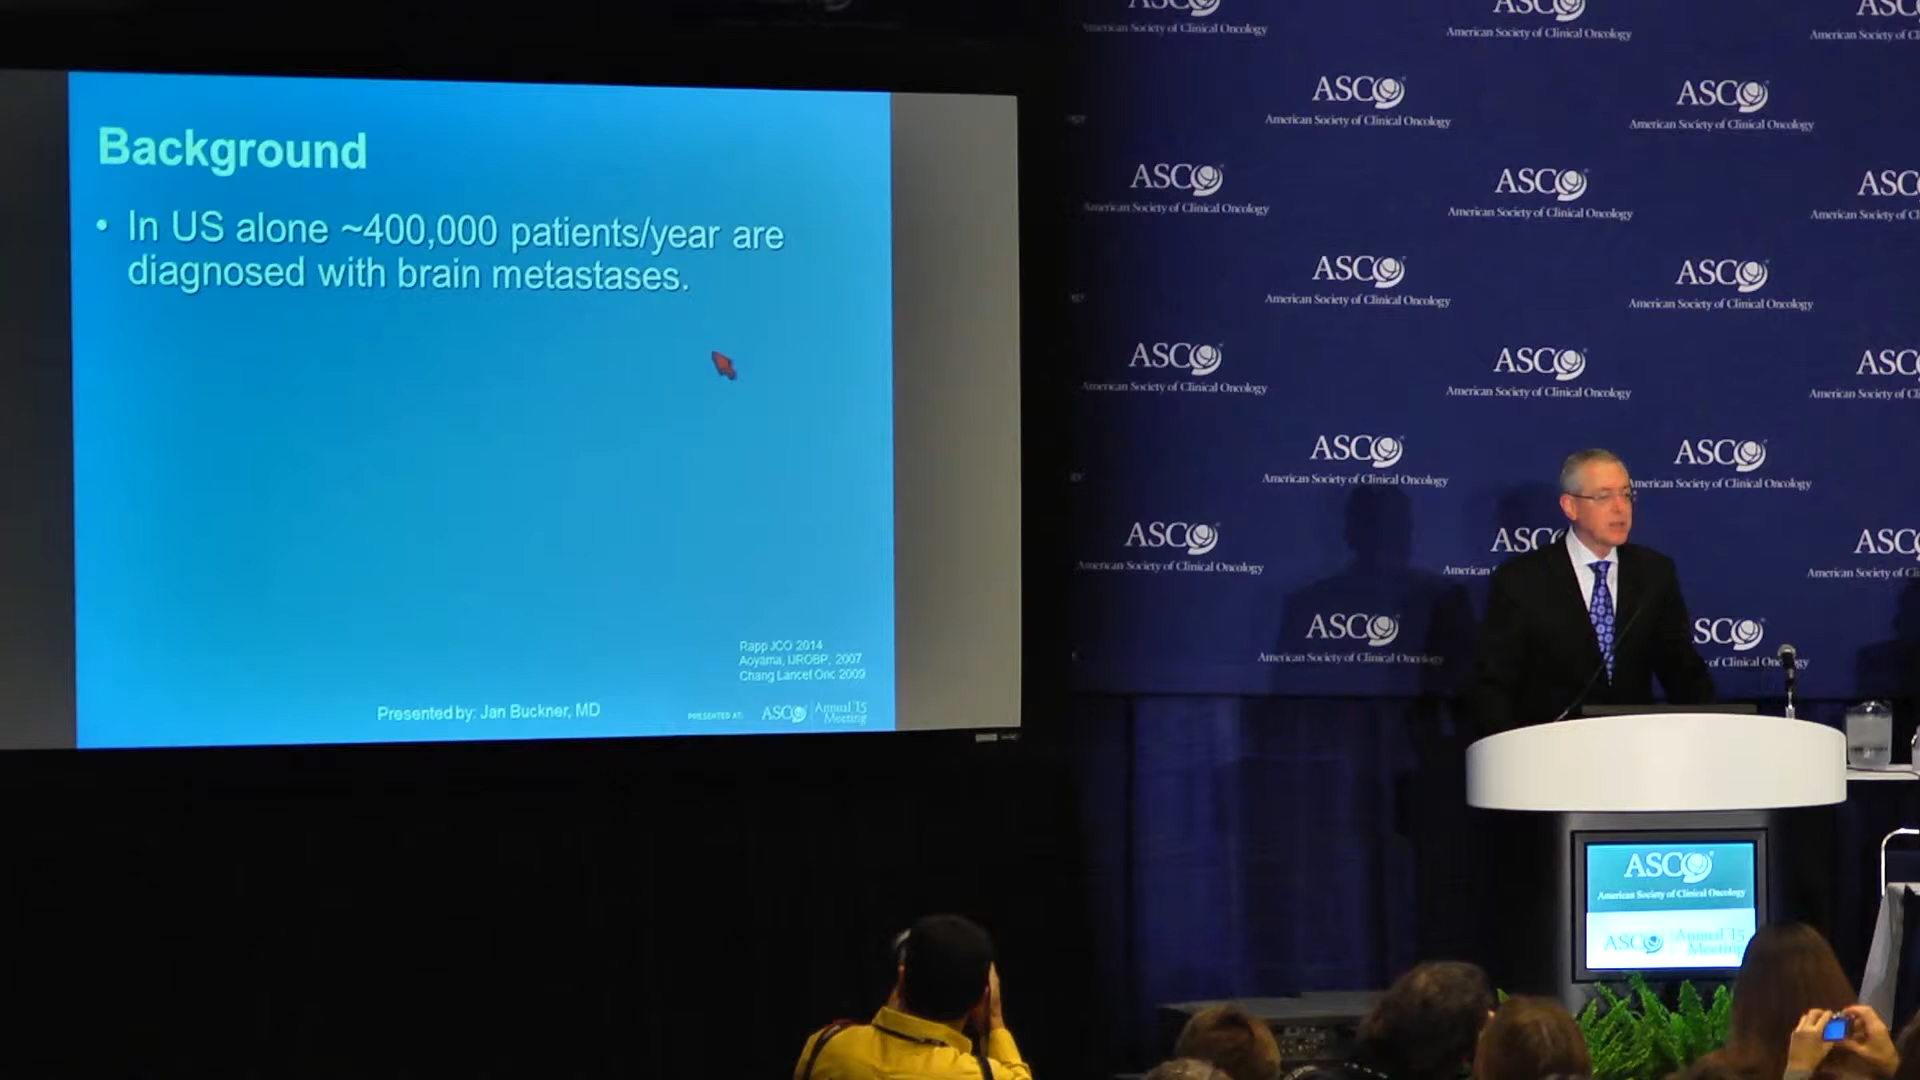 Background
• In US alone ~400,000 patients/year are
diagnosed with brain metastases.
Rapp JCO 2014
Aoyama, IJROBP, 2007
Chang Lancet Onc 2009
Presented by: Jan Buckner, MD
PRESENTED AT:
ASCO
Annual '15
Meeting
American Society of Clinical Oncology
ASCO
American Society of Clinical Oncology
ASCO
American Society of Clinical Oncology
ASCO
American Society of Clinical Oncology
ASCO
American Society of Clinical Oncology
ASCO
American Society of Clinical Oncology
ASCO
American Society of Clinical Oncology
ASCO
American Society of Clinical Oncology
ASCO
American Society of Clinical Oncology
ASCO
American Society of Clinical Oncology
ASCO
American Society of Clinical Oncology
ASCO
American Society of Clinical Oncology
ASCO
American
ASCO
American Society of Clinical Oncology
of Clinical Oncology
ASCO
American Society of Clinical Oncology
ASCO
Annual '15
Meeting